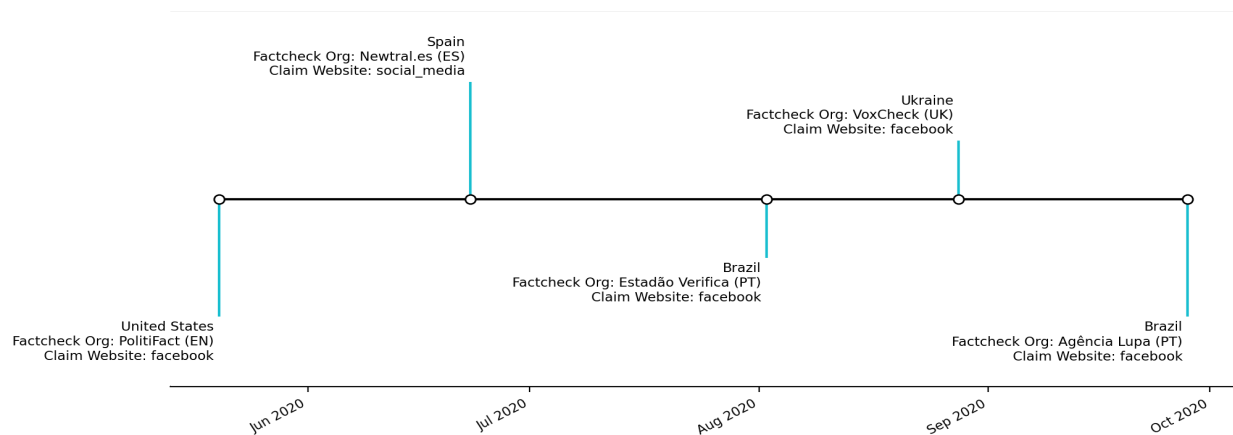 Spain
Factcheck Org: Newtral.es (ES)
Claim Website: social_media
Ukraine
Factcheck Org: VoxCheck (UK)
Claim Website: facebook
Brazil
Factcheck Org: Estadão Verifica (PT)
Claim Website: facebook
United States
Factcheck Org: PolitiFact (EN)
Claim Website: facebook
Brazil
Factcheck Org: Agência Lupa (PT)
Claim Website: facebook
Jun 2020
Jul 2020
Aug 2020
Sep 2020
Oct 2020